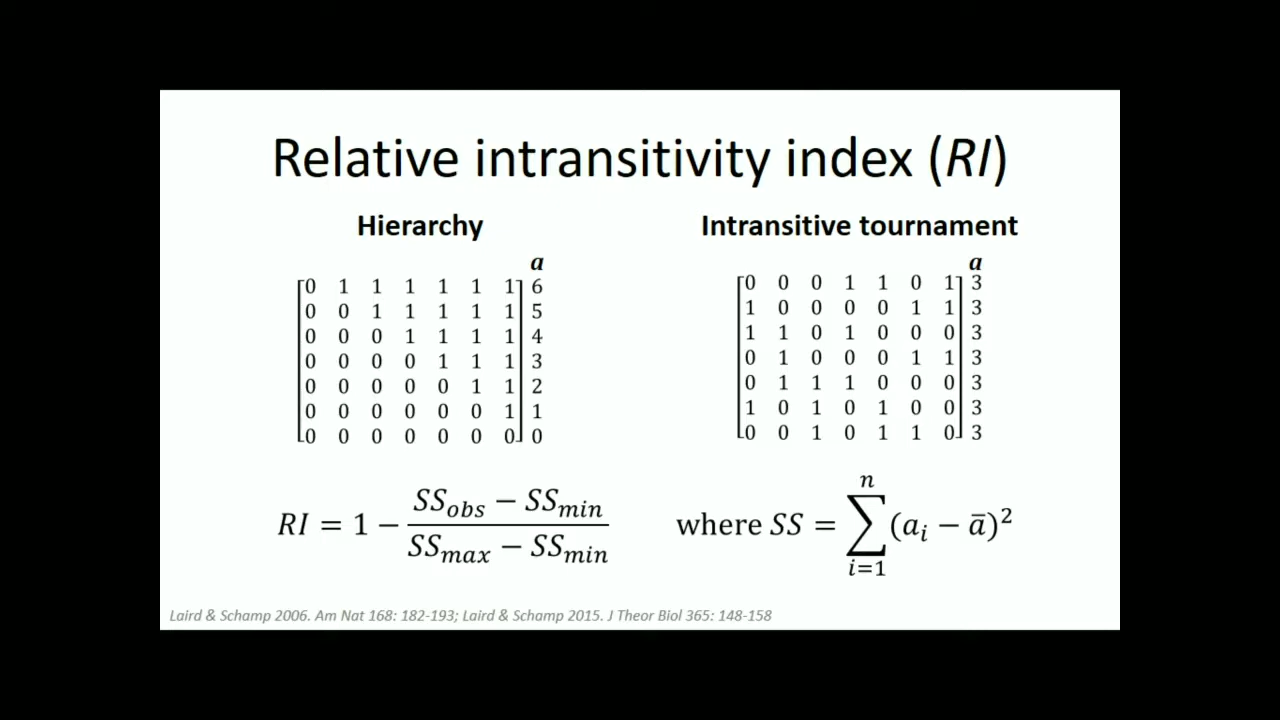 Relative intransitivity index (RI)
Hierarchy
a
0 1 1 1 1 1 1 6
0 0 1 1 1 1 1 5
0 0 0 1 1 1 1 4
0 0 0 0 1 1 1 3
0 0 0 0 0 1 1 2
0 0 0 0 0 0 1 1
0 0 0 0 0 0 0 0
Intransitive tournament
a
0 0 0 1 1 0 1 3
1 0 0 0 0 1 1 3
1 1 0 1 0 0 0 3
0 1 0 0 0 1 1 3
0 1 1 1 0 0 0 3
1 0 1 0 1 0 0 3
0 0 1 0 1 1 0 3
RI = 1 − (SS_obs − SS_min) / (SS_max − SS_min)
where SS = ∑_{i=1}^{n} (a_i − ā)²
Laird & Schamp 2006. Am Nat 168: 182-193; Laird & Schamp 2015. J Theor Biol 365: 148-158